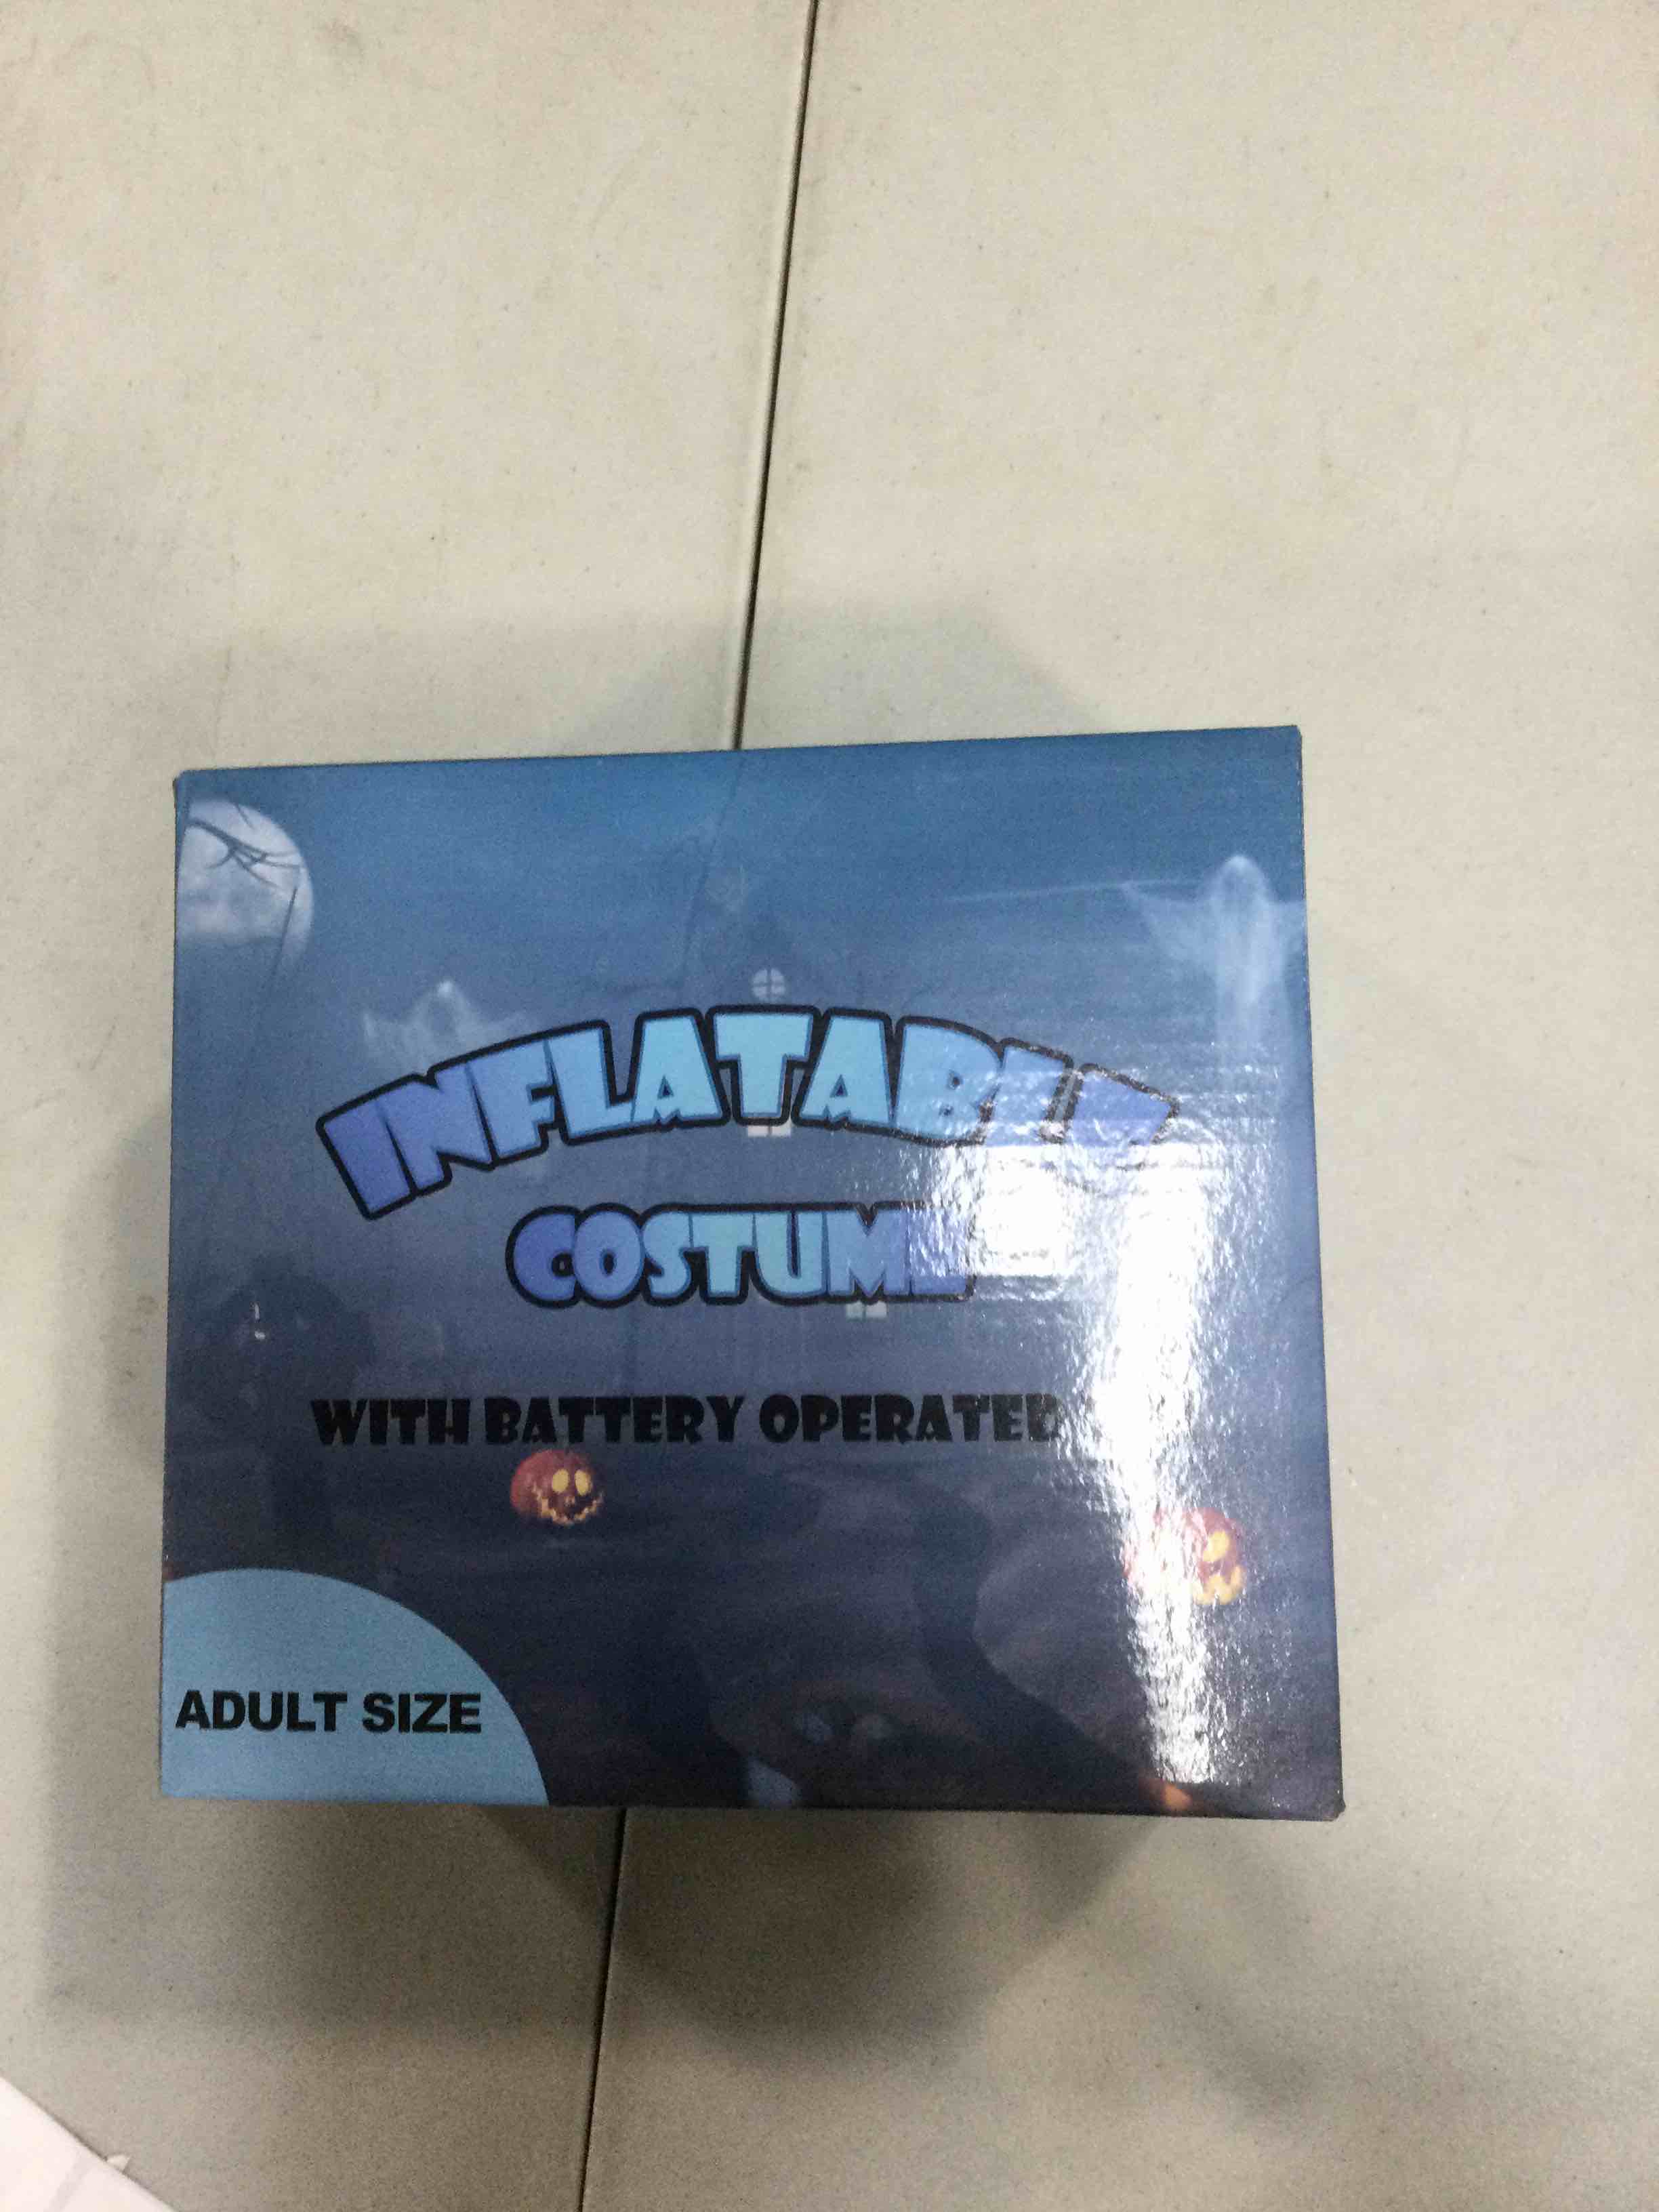 INFLATABLE
COSTUME
WITH BATTERY OPERATED
ADULT SIZE